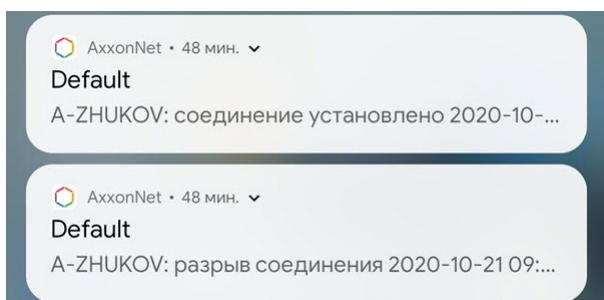 AxxonNet • 48 мин.
Default
A-ZHUKOV: соединение установлено 2020-10-...
AxxonNet • 48 мин.
Default
A-ZHUKOV: разрыв соединения 2020-10-21 09:...